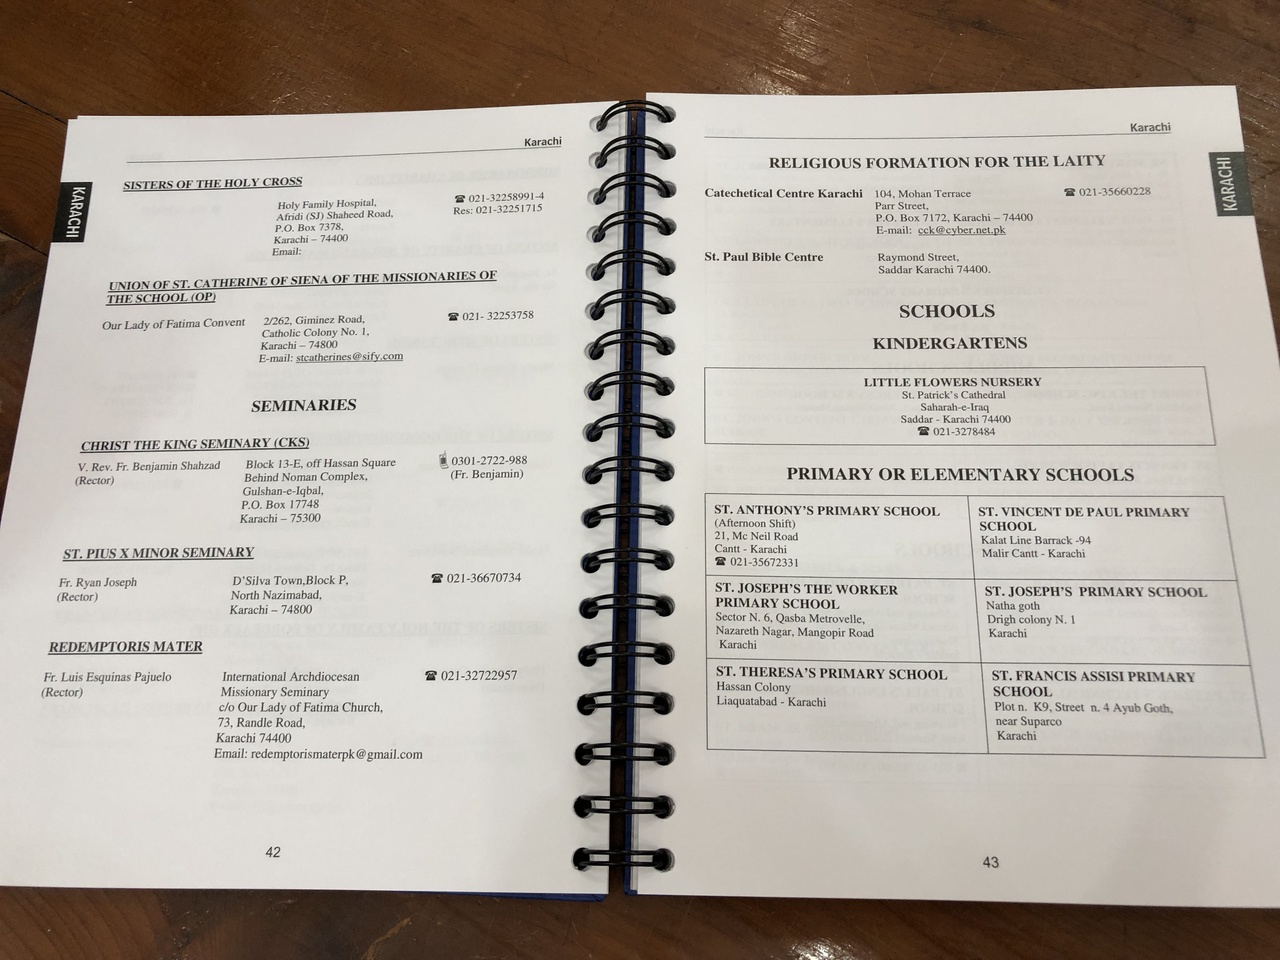 Karachi
KARACHI
SISTERS OF THE HOLY CROSS
Holy Family Hospital,
Afridi (SJ) Shaheed Road,
P.O. Box 7378,
Karachi – 74400
Email:
☎ 021-32258991-4
Res: 021-32251715
UNION OF ST. CATHERINE OF SIENA OF THE MISSIONARIES OF
THE SCHOOL (OP)
Our Lady of Fatima Convent
2/262, Giminez Road,
Catholic Colony No. 1,
Karachi – 74800
E-mail: stcatherines@sify.com
☎ 021- 32253758
SEMINARIES
CHRIST THE KING SEMINARY (CKS)
V. Rev. Fr. Benjamin Shahzad
(Rector)
Block 13-E, off Hassan Square
Behind Noman Complex,
Gulshan-e-Iqbal,
P.O. Box 17748
Karachi – 75300
0301-2722-988
(Fr. Benjamin)
ST. PIUS X MINOR SEMINARY
Fr. Ryan Joseph
(Rector)
D'Silva Town,Block P,
North Nazimabad,
Karachi – 74800
☎ 021-36670734
REDEMPTORIS MATER
Fr. Luis Esquinas Pajuelo
(Rector)
International Archdiocesan
Missionary Seminary
c/o Our Lady of Fatima Church,
73, Randle Road,
Karachi 74400
Email: redemptorismaterpk@gmail.com
☎ 021-32722957
42
Karachi
KARACHI
RELIGIOUS FORMATION FOR THE LAITY
Catechetical Centre Karachi
104, Mohan Terrace
Parr Street,
P.O. Box 7172, Karachi – 74400
E-mail: cck@cyber.net.pk
☎ 021-35660228
St. Paul Bible Centre
Raymond Street,
Saddar Karachi 74400.
SCHOOLS
KINDERGARTENS
LITTLE FLOWERS NURSERY
St. Patrick's Cathedral
Saharah-e-Iraq
Saddar - Karachi 74400
☎ 021-3278484
PRIMARY OR ELEMENTARY SCHOOLS
ST. ANTHONY'S PRIMARY SCHOOL
(Afternoon Shift)
21, Mc Neil Road
Cantt - Karachi
☎ 021-35672331
ST. VINCENT DE PAUL PRIMARY
SCHOOL
Kalat Line Barrack -94
Malir Cantt - Karachi
ST. JOSEPH'S THE WORKER
PRIMARY SCHOOL
Sector N. 6, Qasba Metrovelle,
Nazareth Nagar, Mangopir Road
Karachi
ST. JOSEPH'S PRIMARY SCHOOL
Natha goth
Drigh colony N. 1
Karachi
ST. THERESA'S PRIMARY SCHOOL
Hassan Colony
Liaquatabad - Karachi
ST. FRANCIS ASSISI PRIMARY
SCHOOL
Plot n. K9, Street n. 4 Ayub Goth,
near Suparco
Karachi
43